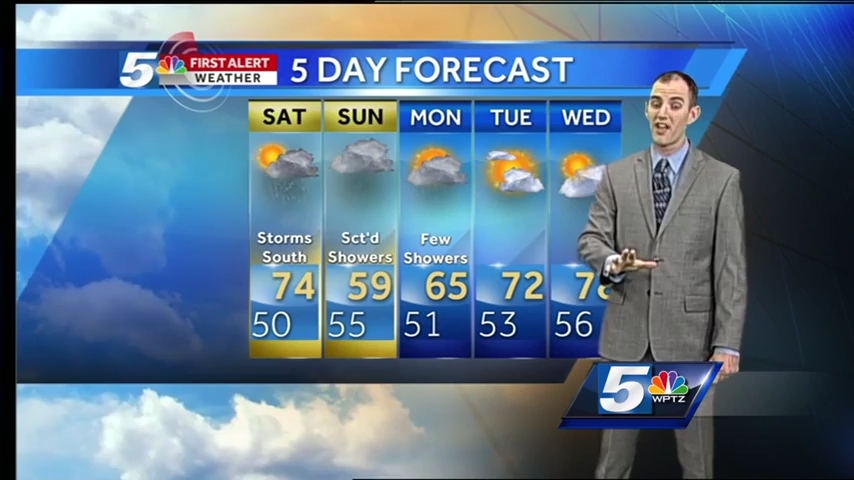 5 FIRST ALERT
WEATHER
5 DAY FORECAST
SAT SUN MON TUE WED
Storms South
Sct'd Showers
Few Showers
74 59 65 72
50 55 51 53 56
5 WPTZ